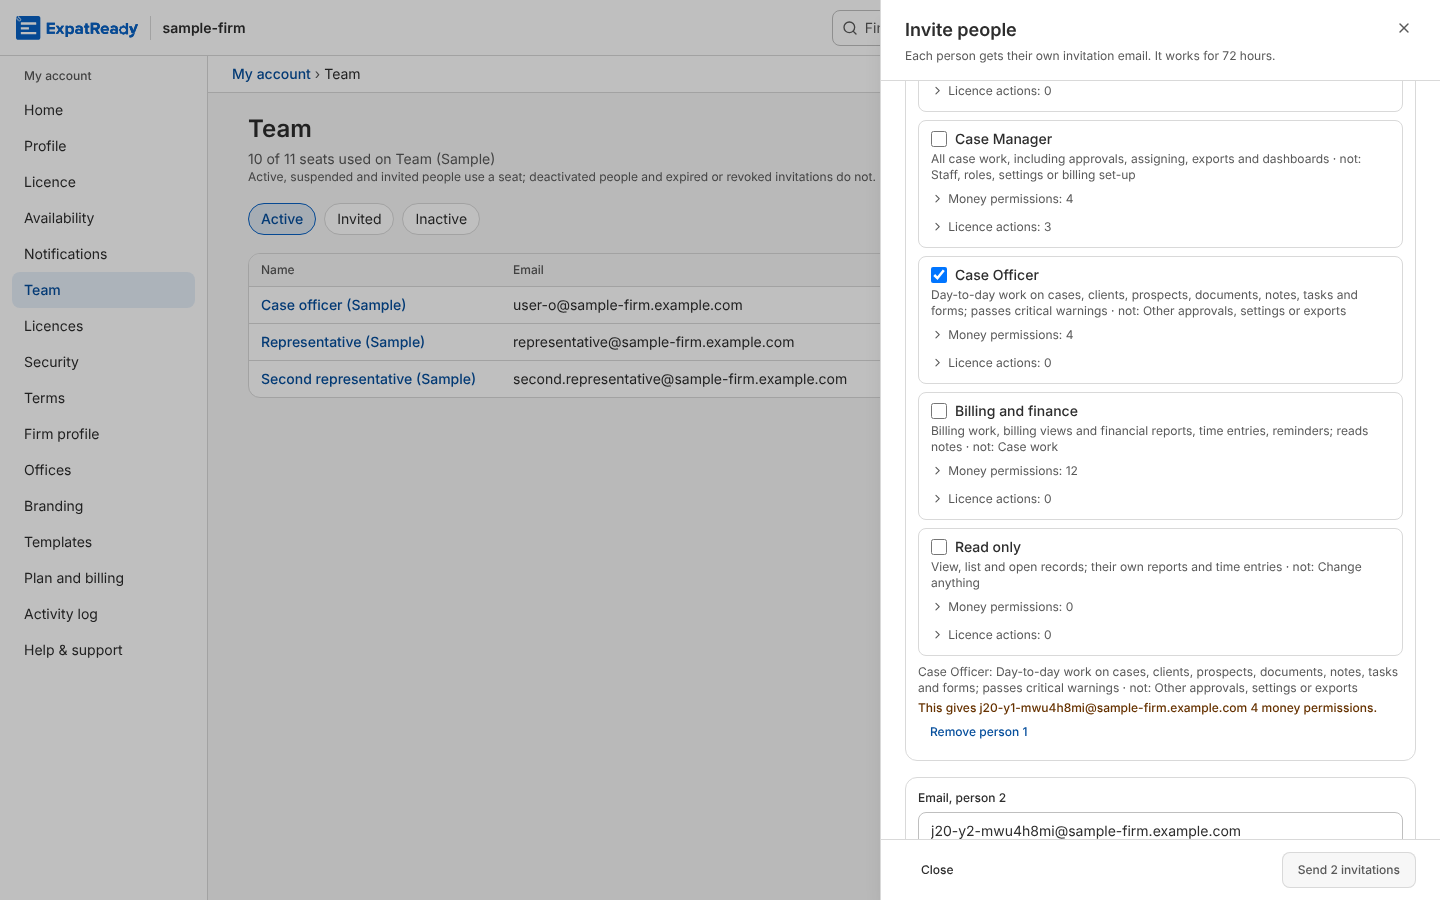 ExpatReady
sample-firm
Fin
My account
Home
Profile
Licence
Availability
Notifications
Team
Licences
Security
Terms
Firm profile
Offices
Branding
Templates
Plan and billing
Activity log
Help & support
My account › Team
Team
10 of 11 seats used on Team (Sample)
Active, suspended and invited people use a seat; deactivated people and expired or revoked invitations do not.
Active
Invited
Inactive
Name Email
Case officer (Sample) user-o@sample-firm.example.com
Representative (Sample) representative@sample-firm.example.com
Second representative (Sample) second.representative@sample-firm.example.com
Invite people
Each person gets their own invitation email. It works for 72 hours.
Licence actions: 0
Case Manager
All case work, including approvals, assigning, exports and dashboards · not:
Staff, roles, settings or billing set-up
Money permissions: 4
Licence actions: 3
Case Officer
Day-to-day work on cases, clients, prospects, documents, notes, tasks and
forms; passes critical warnings · not: Other approvals, settings or exports
Money permissions: 4
Licence actions: 0
Billing and finance
Billing work, billing views and financial reports, time entries, reminders; reads
notes · not: Case work
Money permissions: 12
Licence actions: 0
Read only
View, list and open records; their own reports and time entries · not: Change
anything
Money permissions: 0
Licence actions: 0
Case Officer: Day-to-day work on cases, clients, prospects, documents, notes, tasks
and forms; passes critical warnings · not: Other approvals, settings or exports
This gives j20-y1-mwu4h8mi@sample-firm.example.com 4 money permissions.
Remove person 1
Email, person 2
j20-y2-mwu4h8mi@sample-firm.example.com
Close
Send 2 invitations